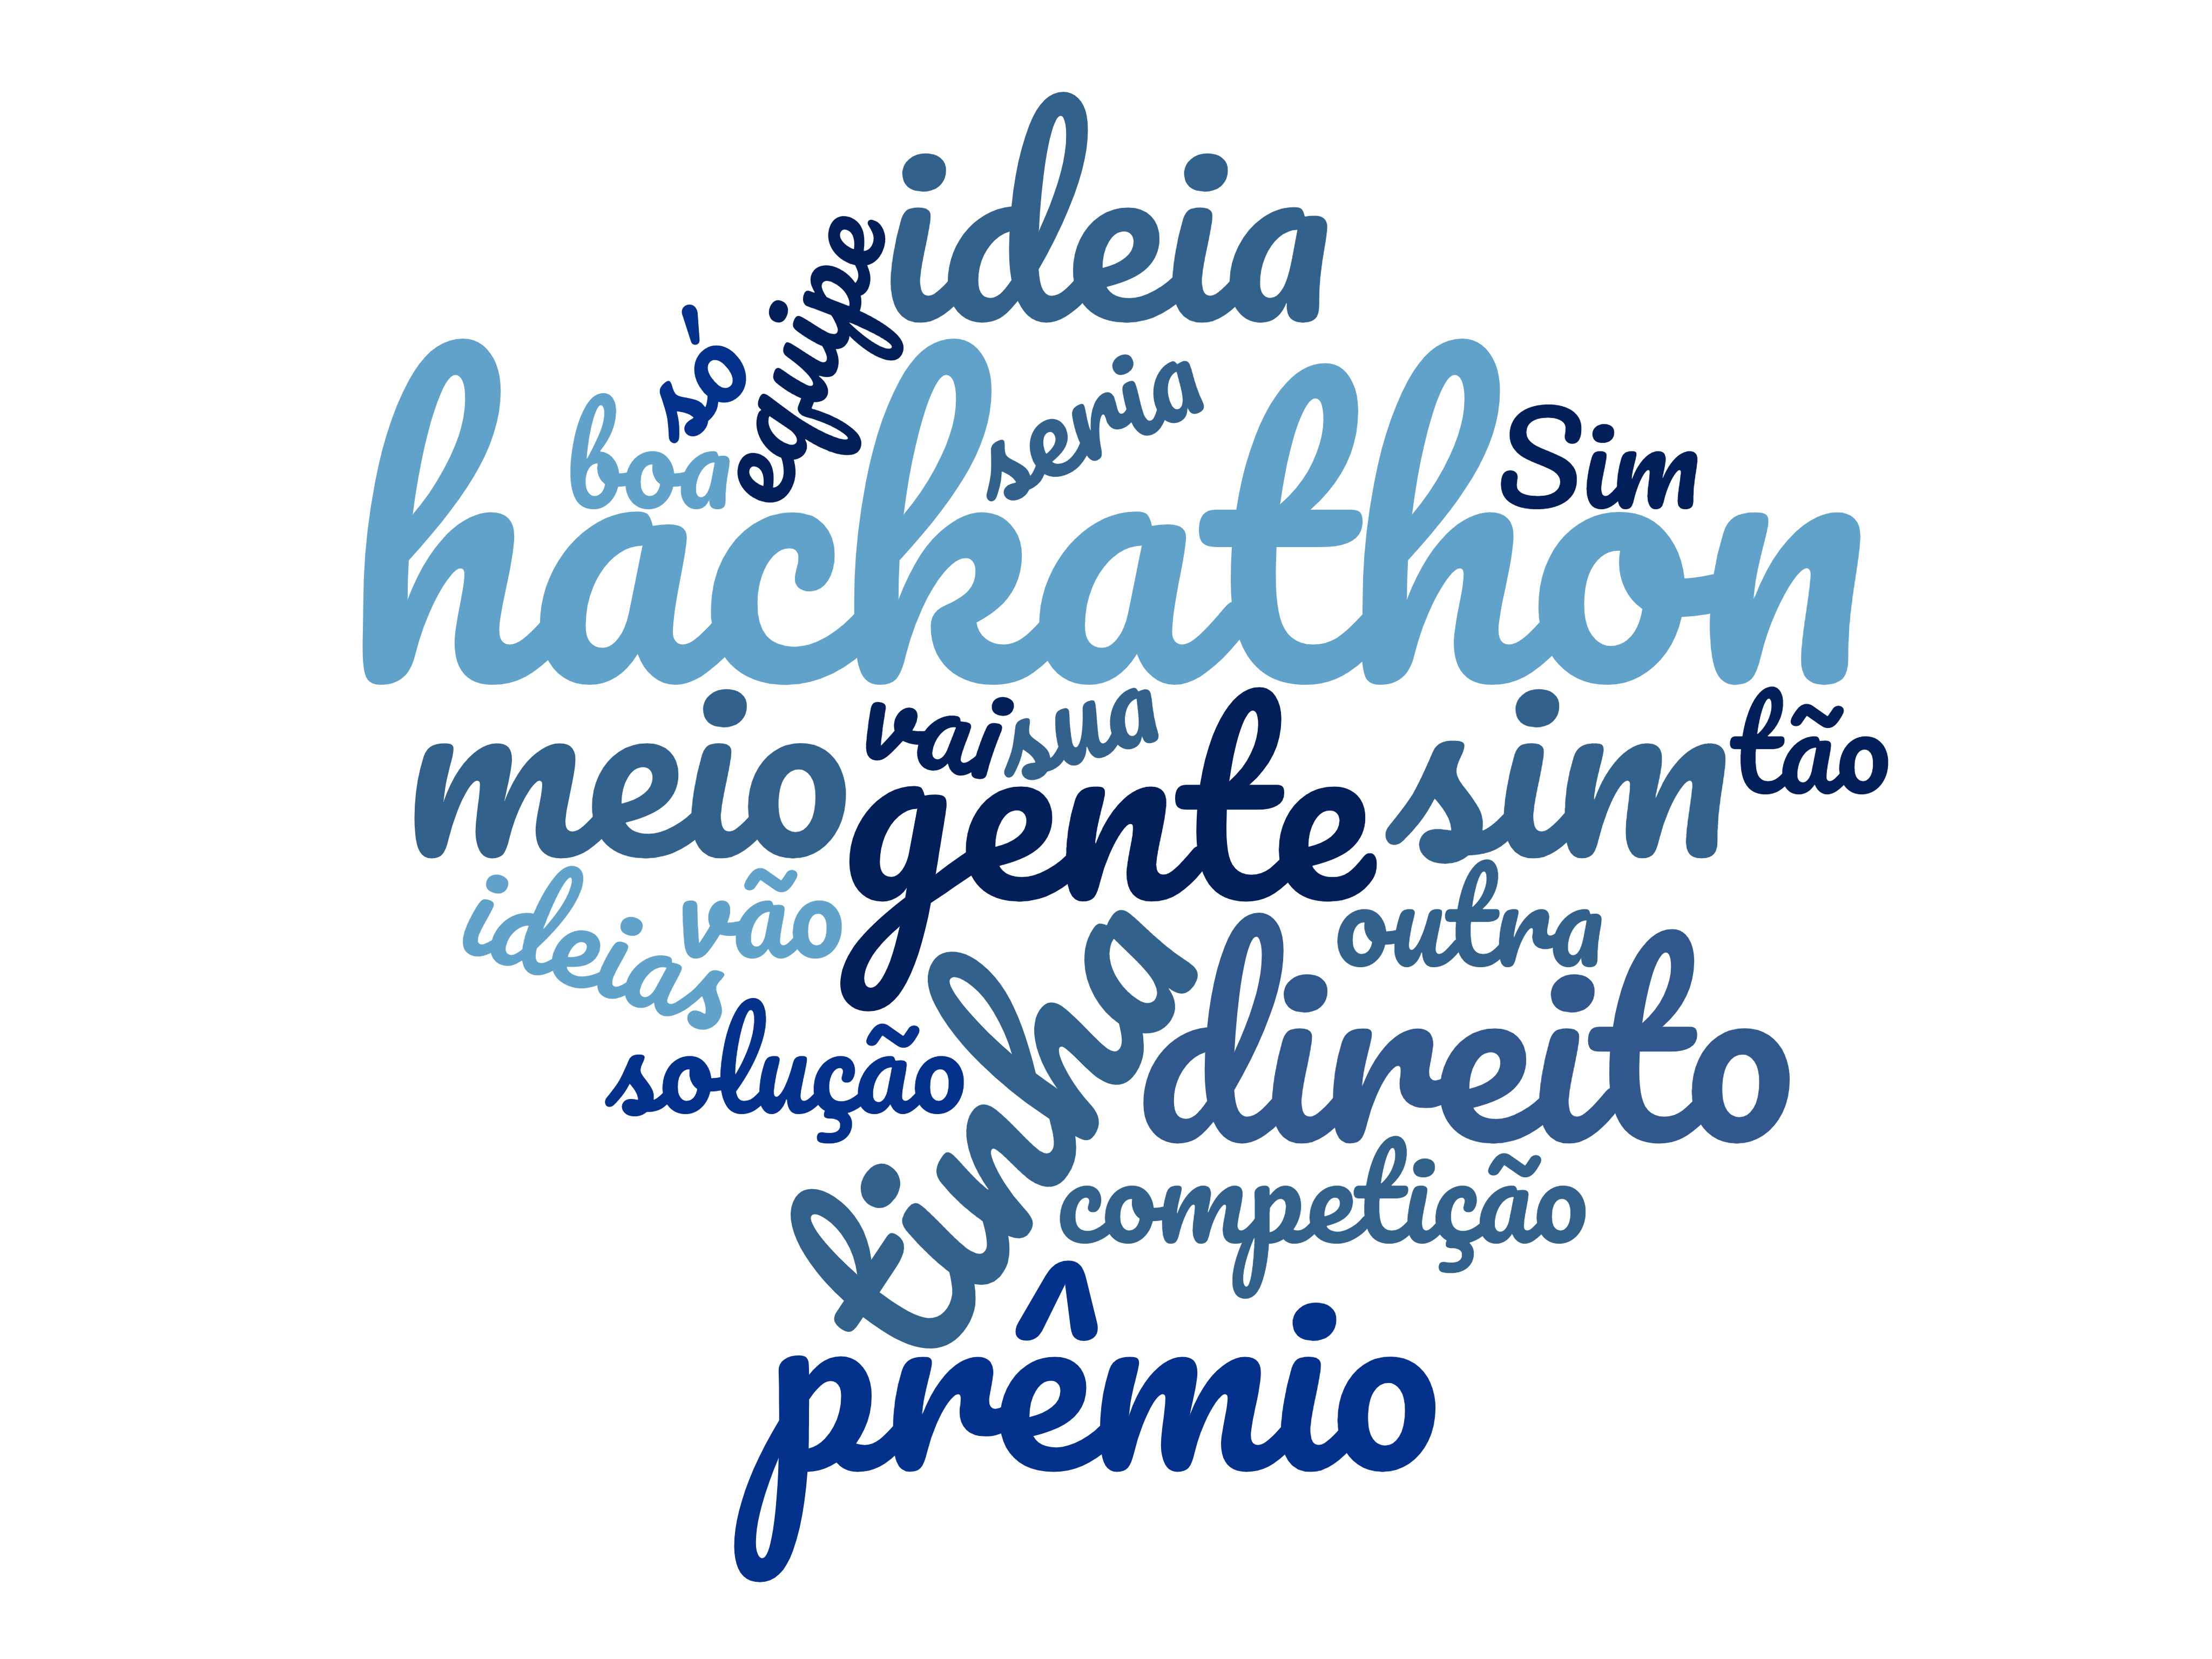 ideia
equipe
só
boa
seria
Sim
hackathon
meio
vai
sua
gente
sim
tão
ideias
vão
outra
solução
tinha
direito
competição
prêmio